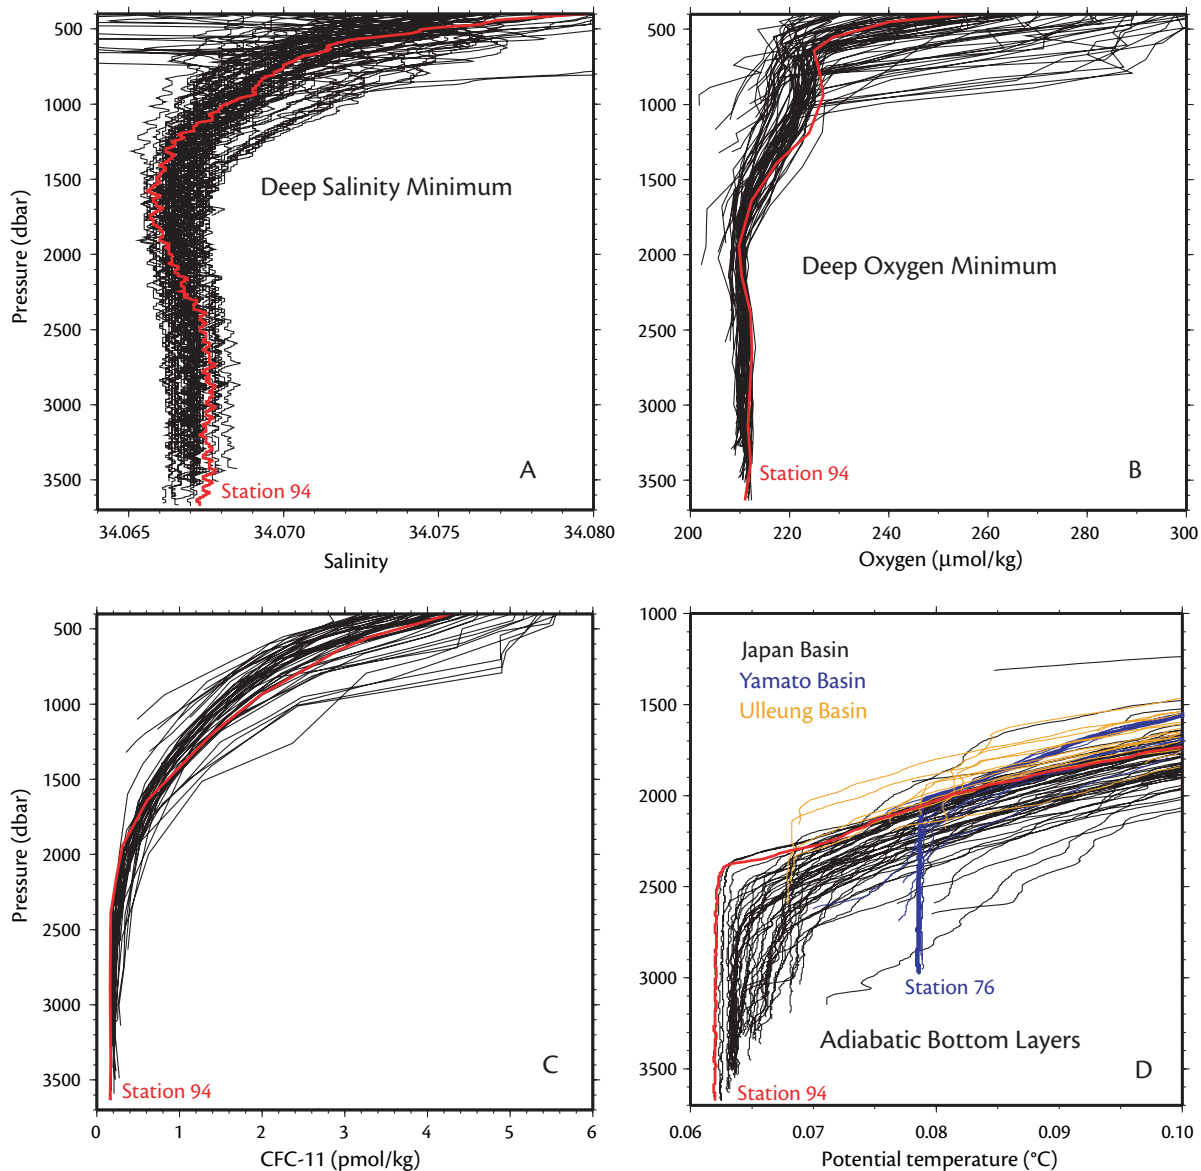 500
1000
1500
2000
2500
3000
3500
Pressure (dbar)
Deep Salinity Minimum
A
Station 94
34.065 34.070 34.075 34.080
Salinity
500
1000
1500
2000
2500
3000
3500
Deep Oxygen Minimum
B
Station 94
200 220 240 260 280 300
Oxygen (µmol/kg)
500
1000
1500
2000
2500
3000
3500
Pressure (dbar)
C
Station 94
0 1 2 3 4 5 6
CFC-11 (pmol/kg)
1000
1500
2000
2500
3000
3500
Japan Basin
Yamato Basin
Ulleung Basin
Station 76
Adiabatic Bottom Layers
D
Station 94
0.06 0.07 0.08 0.09 0.10
Potential temperature (°C)